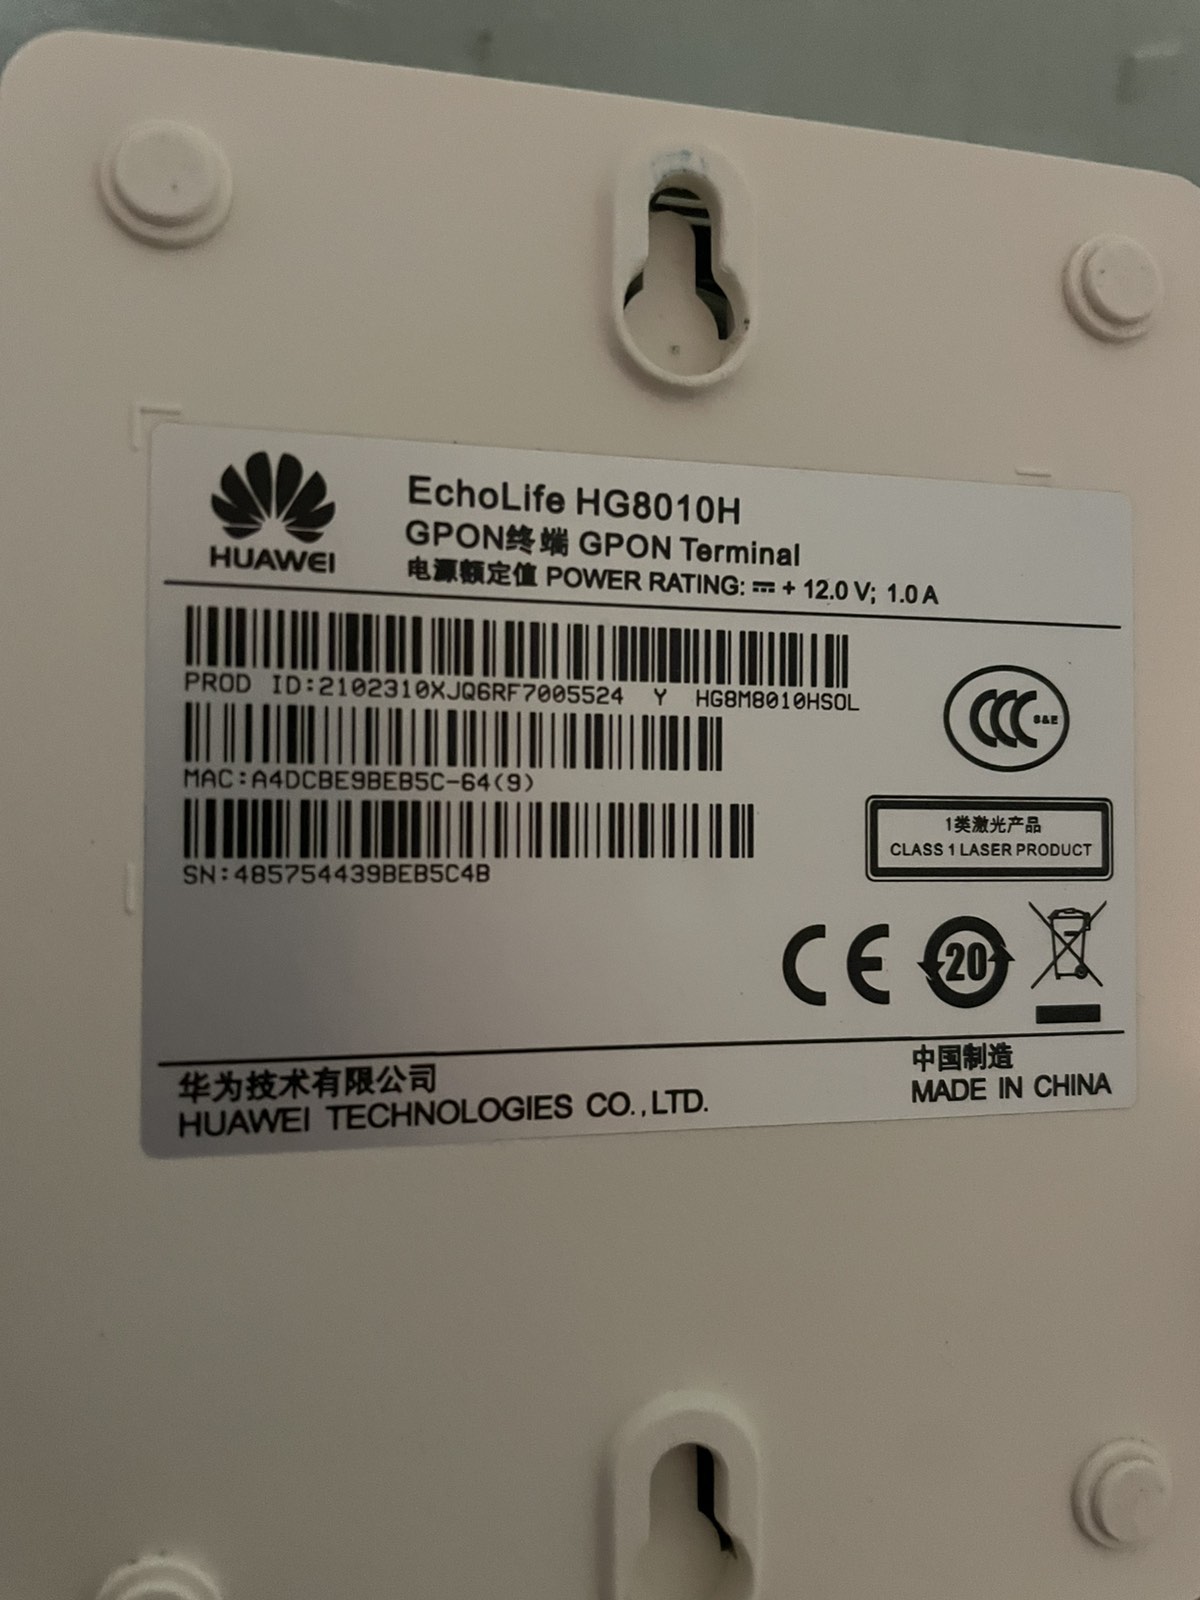 HUAWEI
EchoLife HG8010H
GPON终端 GPON Terminal
电源额定值 POWER RATING: ⎓ + 12.0 V; 1.0 A
PROD ID:2102310XJQ6RF7005524 Y HG8M8010HSOL
MAC:A4DCBE9BEB5C-64(9)
SN:485754439BEB5C4B
CCC S&E
1类激光产品
CLASS 1 LASER PRODUCT
CE
20
华为技术有限公司
HUAWEI TECHNOLOGIES CO.,LTD.
中国制造
MADE IN CHINA